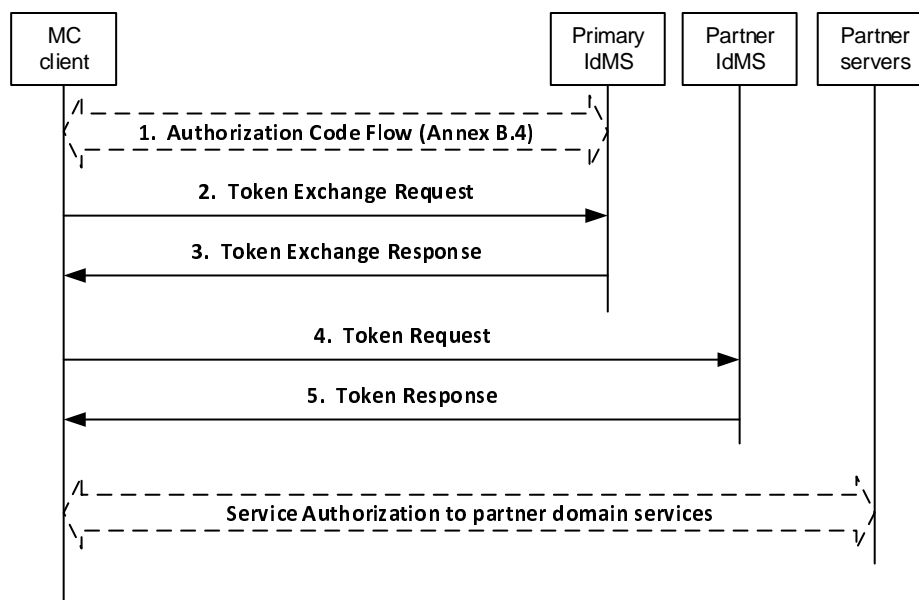 MC
client
Primary
IdMS
Partner
IdMS
Partner
servers
1. Authorization Code Flow (Annex B.4)
2. Token Exchange Request
3. Token Exchange Response
4. Token Request
5. Token Response
Service Authorization to partner domain services